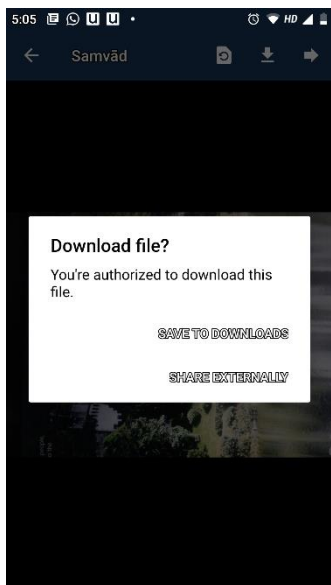 5:05 HD
Samvād
Download file?
You're authorized to download this
file.
SAVE TO DOWNLOADS
SHARE EXTERNALLY